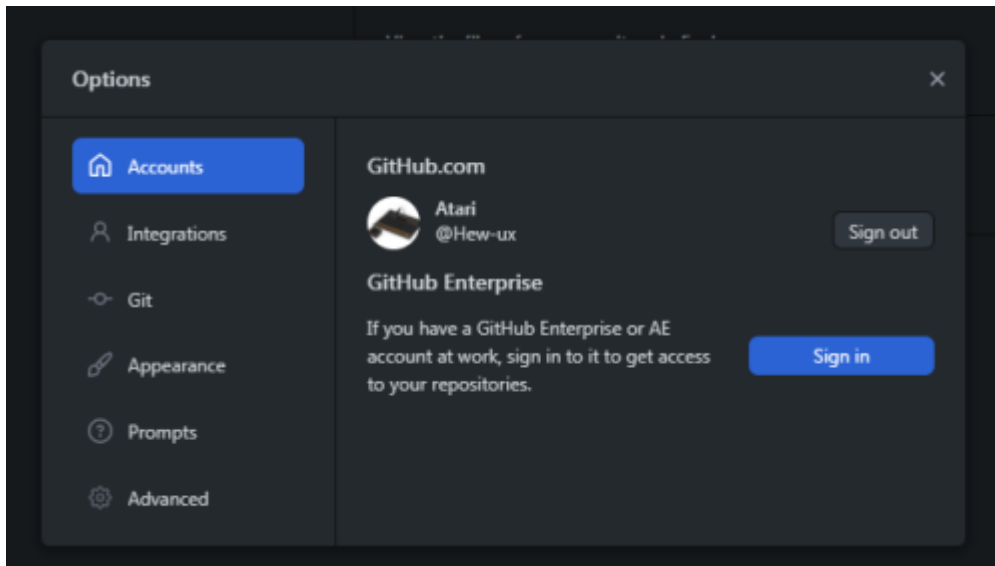 Options
Accounts
Integrations
Git
Appearance
Prompts
Advanced
GitHub.com
Atari
@Hew-ux
Sign out
GitHub Enterprise
If you have a GitHub Enterprise or AE
account at work, sign in to it to get access
to your repositories.
Sign in